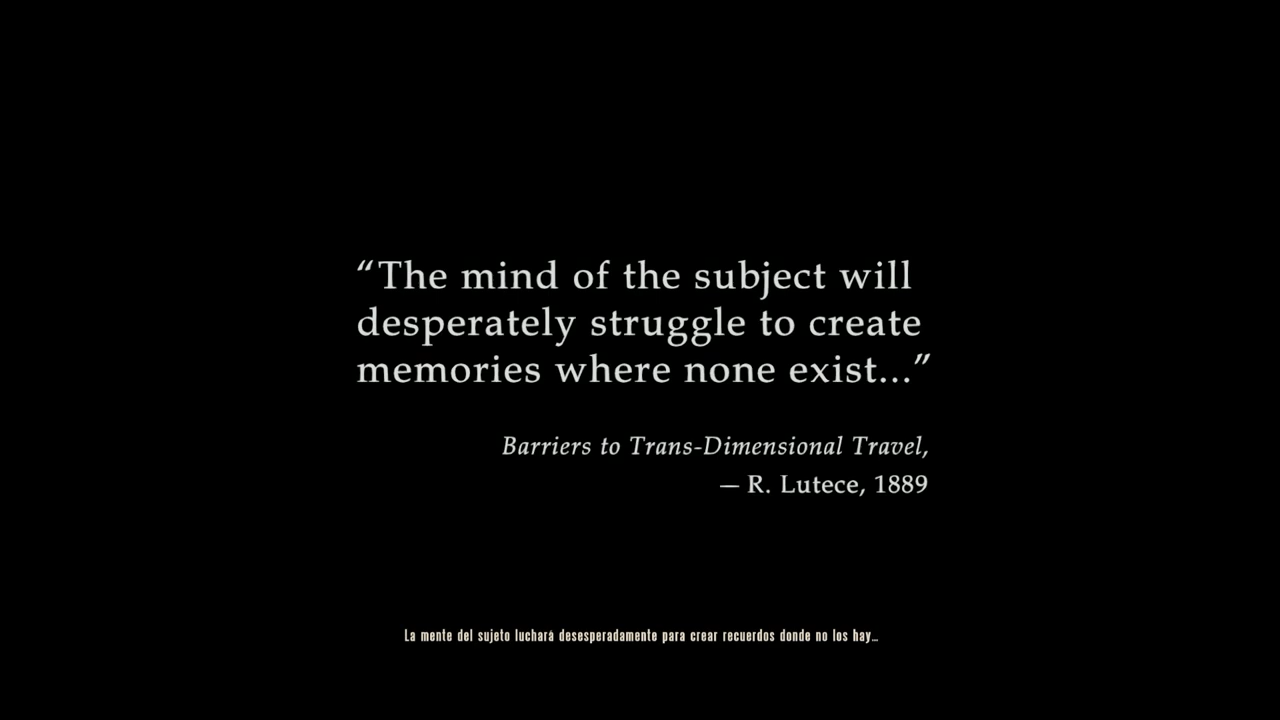 “The mind of the subject will
desperately struggle to create
memories where none exist...”
Barriers to Trans-Dimensional Travel,
— R. Lutece, 1889
La mente del sujeto luchará desesperadamente para crear recuerdos donde no los hay...